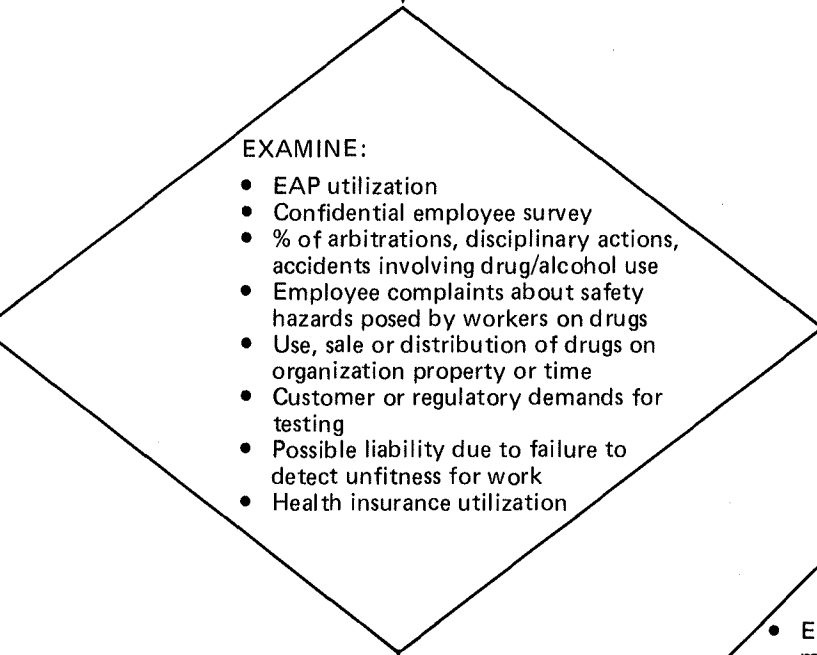 EXAMINE:
• EAP utilization
• Confidential employee survey
• % of arbitrations, disciplinary actions,
accidents involving drug/alcohol use
• Employee complaints about safety
hazards posed by workers on drugs
• Use, sale or distribution of drugs on
organization property or time
• Customer or regulatory demands for
testing
• Possible liability due to failure to
detect unfitness for work
• Health insurance utilization
• E